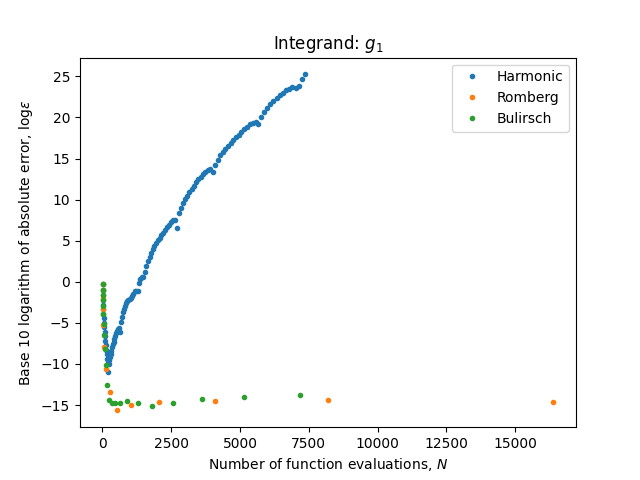 Integrand: g₁
Harmonic
Romberg
Bulirsch
Base 10 logarithm of absolute error, logε
25
20
15
10
5
0
−5
−10
−15
0 2500 5000 7500 10000 12500 15000
Number of function evaluations, N